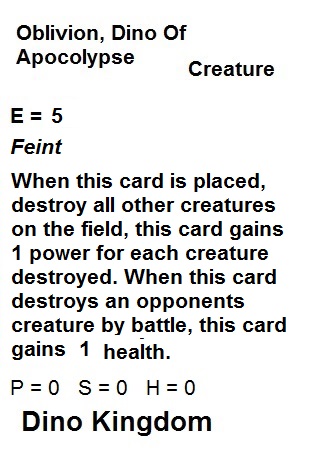 Oblivion, Dino Of
Apocolypse
Creature
E = 5
Feint
When this card is placed,
destroy all other creatures
on the field, this card gains
1 power for each creature
destroyed. When this card
destroys an opponents
creature by battle, this card
gains 1 health.
P = 0 S = 0 H = 0
Dino Kingdom